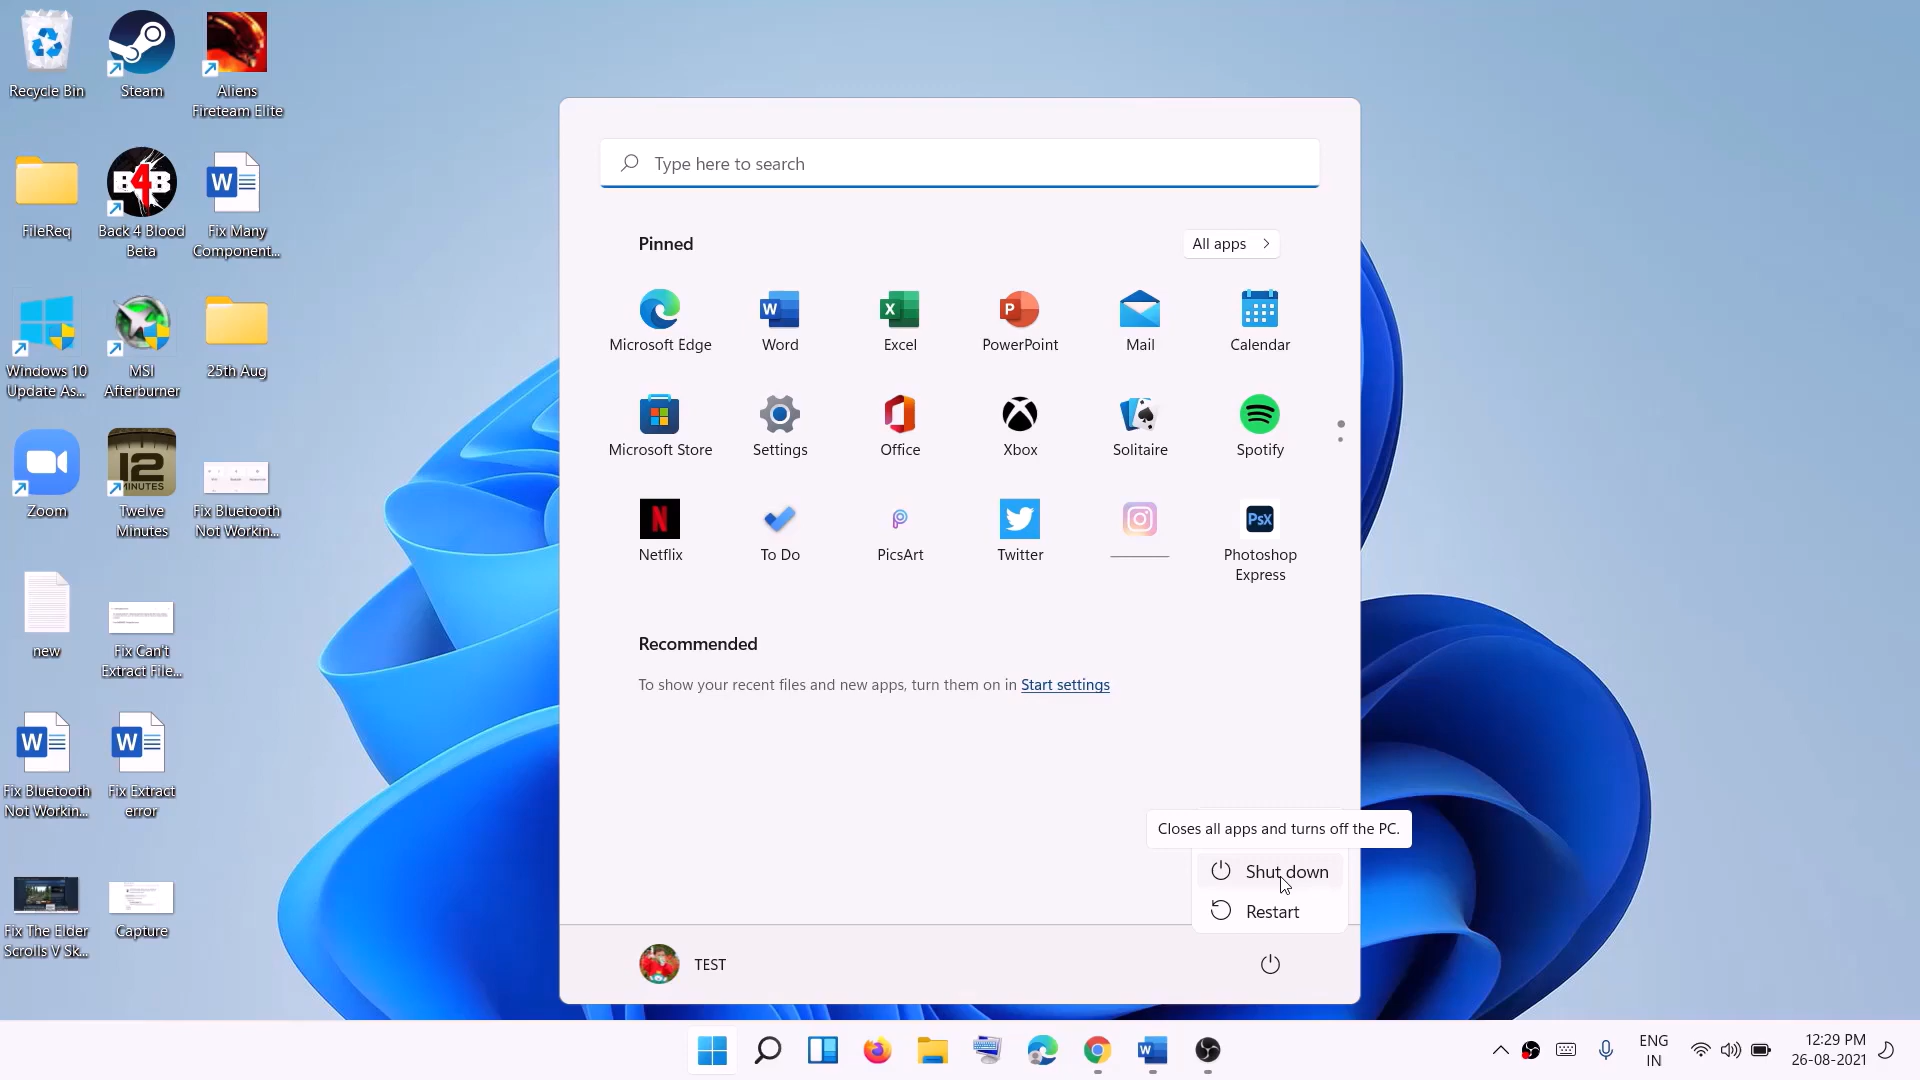 Recycle Bin
Steam
Aliens
Fireteam Elite
FileReq
B4B
Back 4 Blood
Beta
W
Fix Many
Component...
Windows 10
Update As...
MSI
Afterburner
25th Aug
Zoom
12
MINUTES
Twelve
Minutes
Fix Bluetooth
Not Workin...
new
Fix Can't
Extract File...
W
Fix Bluetooth
Not Workin...
W
Fix Extract
error
Fix The Elder
Scrolls V Sk...
Capture
Type here to search
Pinned
All apps
Microsoft Edge
W
Word
X
Excel
P
PowerPoint
Mail
Calendar
Microsoft Store
Settings
Office
Xbox
Solitaire
Spotify
N
Netflix
To Do
PicsArt
Twitter
PsX
Photoshop
Express
Recommended
To show your recent files and new apps, turn them on in Start settings
Closes all apps and turns off the PC.
Shut down
Restart
TEST
W
ENG
IN
12:29 PM
26-08-2021